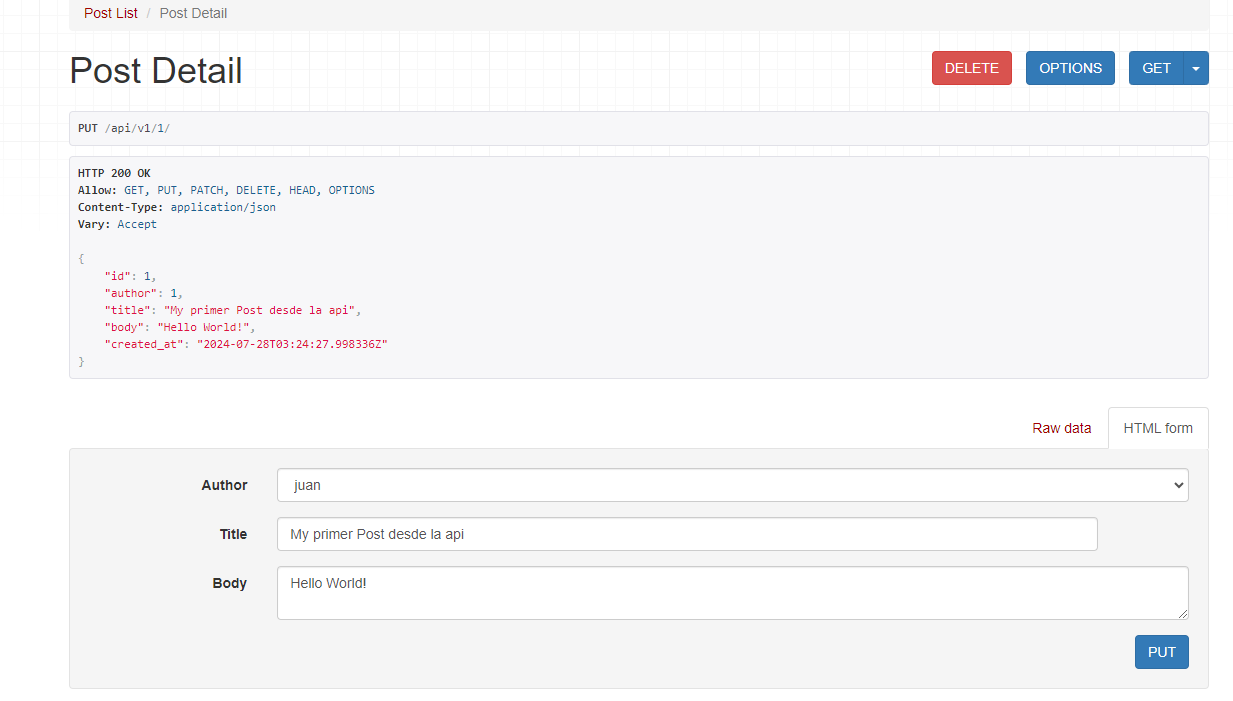 Post List / Post Detail
Post Detail
DELETE OPTIONS GET
PUT /api/v1/1/
HTTP 200 OK
Allow: GET, PUT, PATCH, DELETE, HEAD, OPTIONS
Content-Type: application/json
Vary: Accept
{
"id": 1,
"author": 1,
"title": "My primer Post desde la api",
"body": "Hello World!",
"created_at": "2024-07-28T03:24:27.998336Z"
}
Raw data HTML form
Author juan
Title My primer Post desde la api
Body Hello World!
PUT